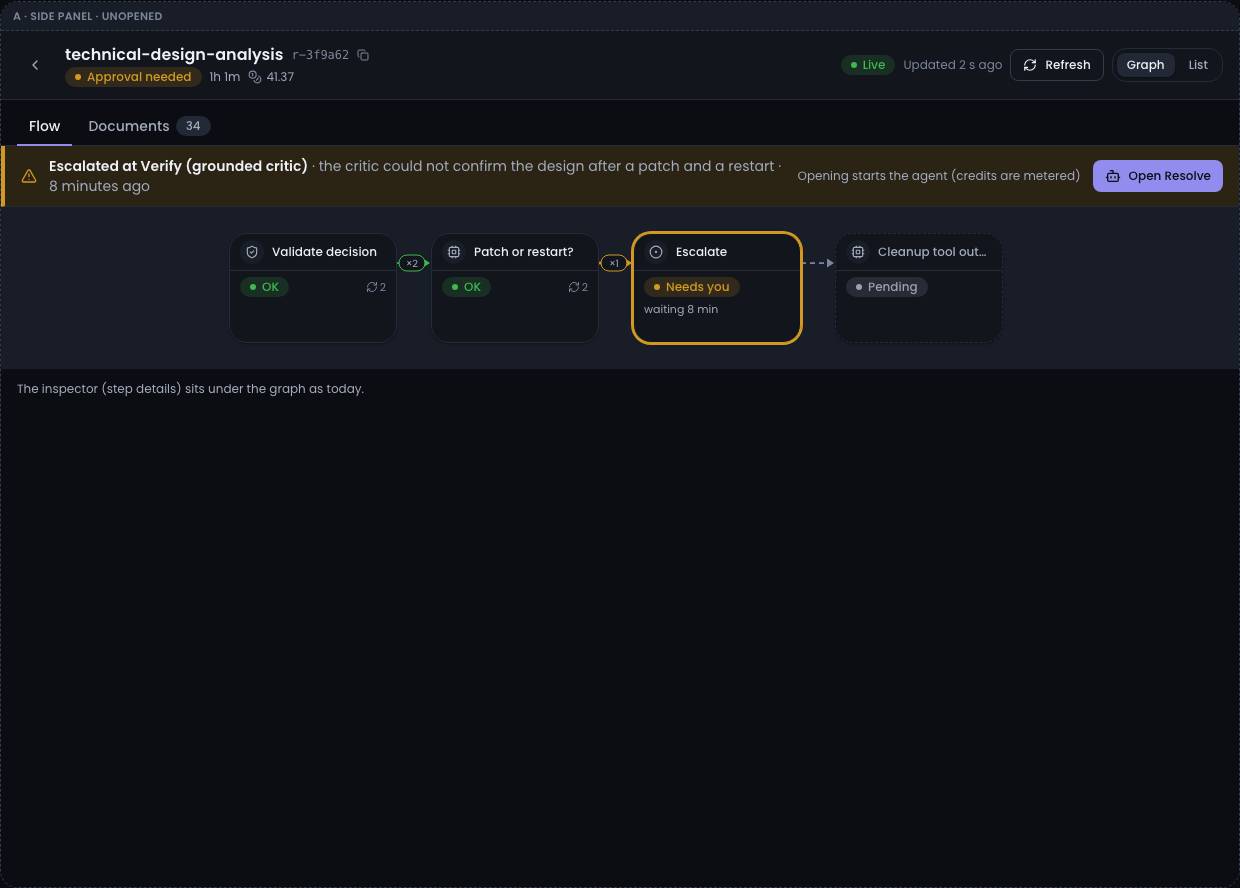 A · SIDE PANEL · UNOPENED
technical-design-analysis r-3f9a62
Approval needed 1h 1m 41.37
Live Updated 2 s ago Refresh Graph List
Flow Documents 34
Escalated at Verify (grounded critic) · the critic could not confirm the design after a patch and a restart ·
8 minutes ago
Opening starts the agent (credits are metered) Open Resolve
Validate decision ×2 Patch or restart? ×1 Escalate Cleanup tool out...
OK 2 OK 2 Needs you Pending
waiting 8 min
The inspector (step details) sits under the graph as today.